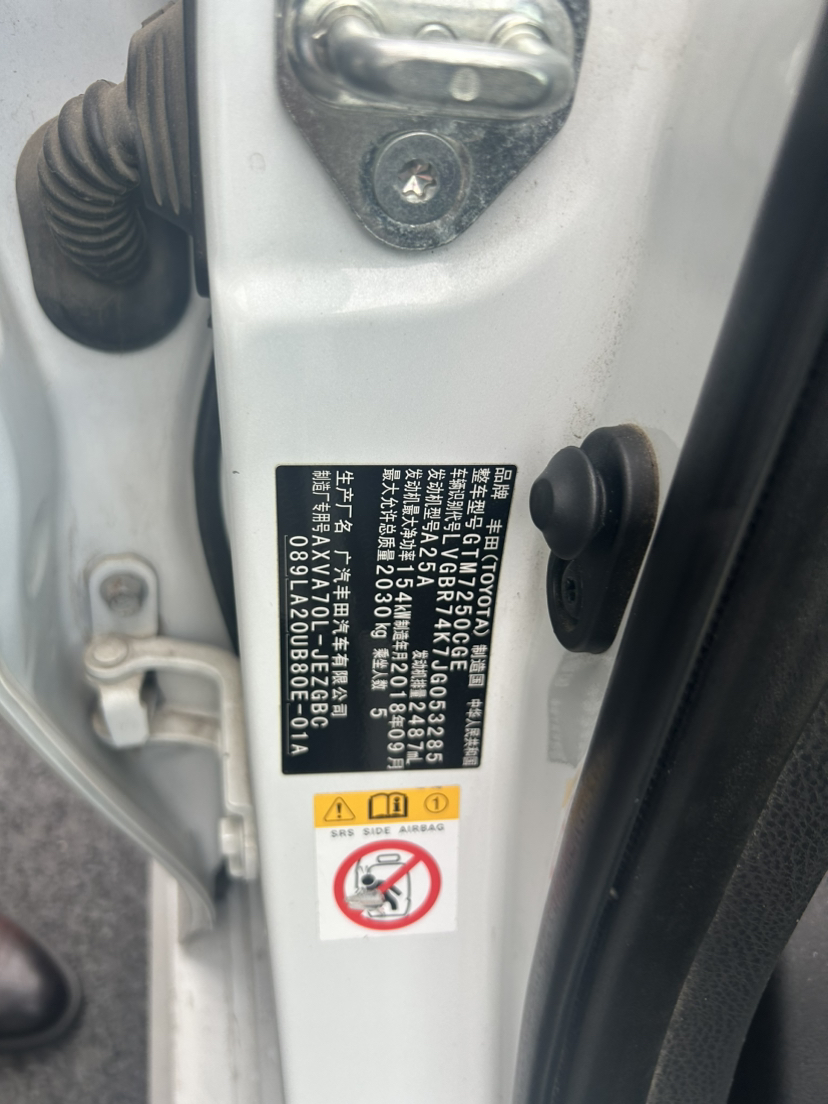 品牌 丰田(TOYOTA) 制造国 中华人民共和国
整车型号GTM7250CGE
车辆识别代号LVGBR74K7JG053285
发动机型号A25A 发动机排量2487mL
发动机最大净功率154kW 制造年月2018年09月
最大允许总质量2030kg 乘坐人数 5
生产厂名 广汽丰田汽车有限公司
制造厂专用号AXVA70L-JEZGBC
089LA20UB80E-01A
1
SRS SIDE AIRBAG